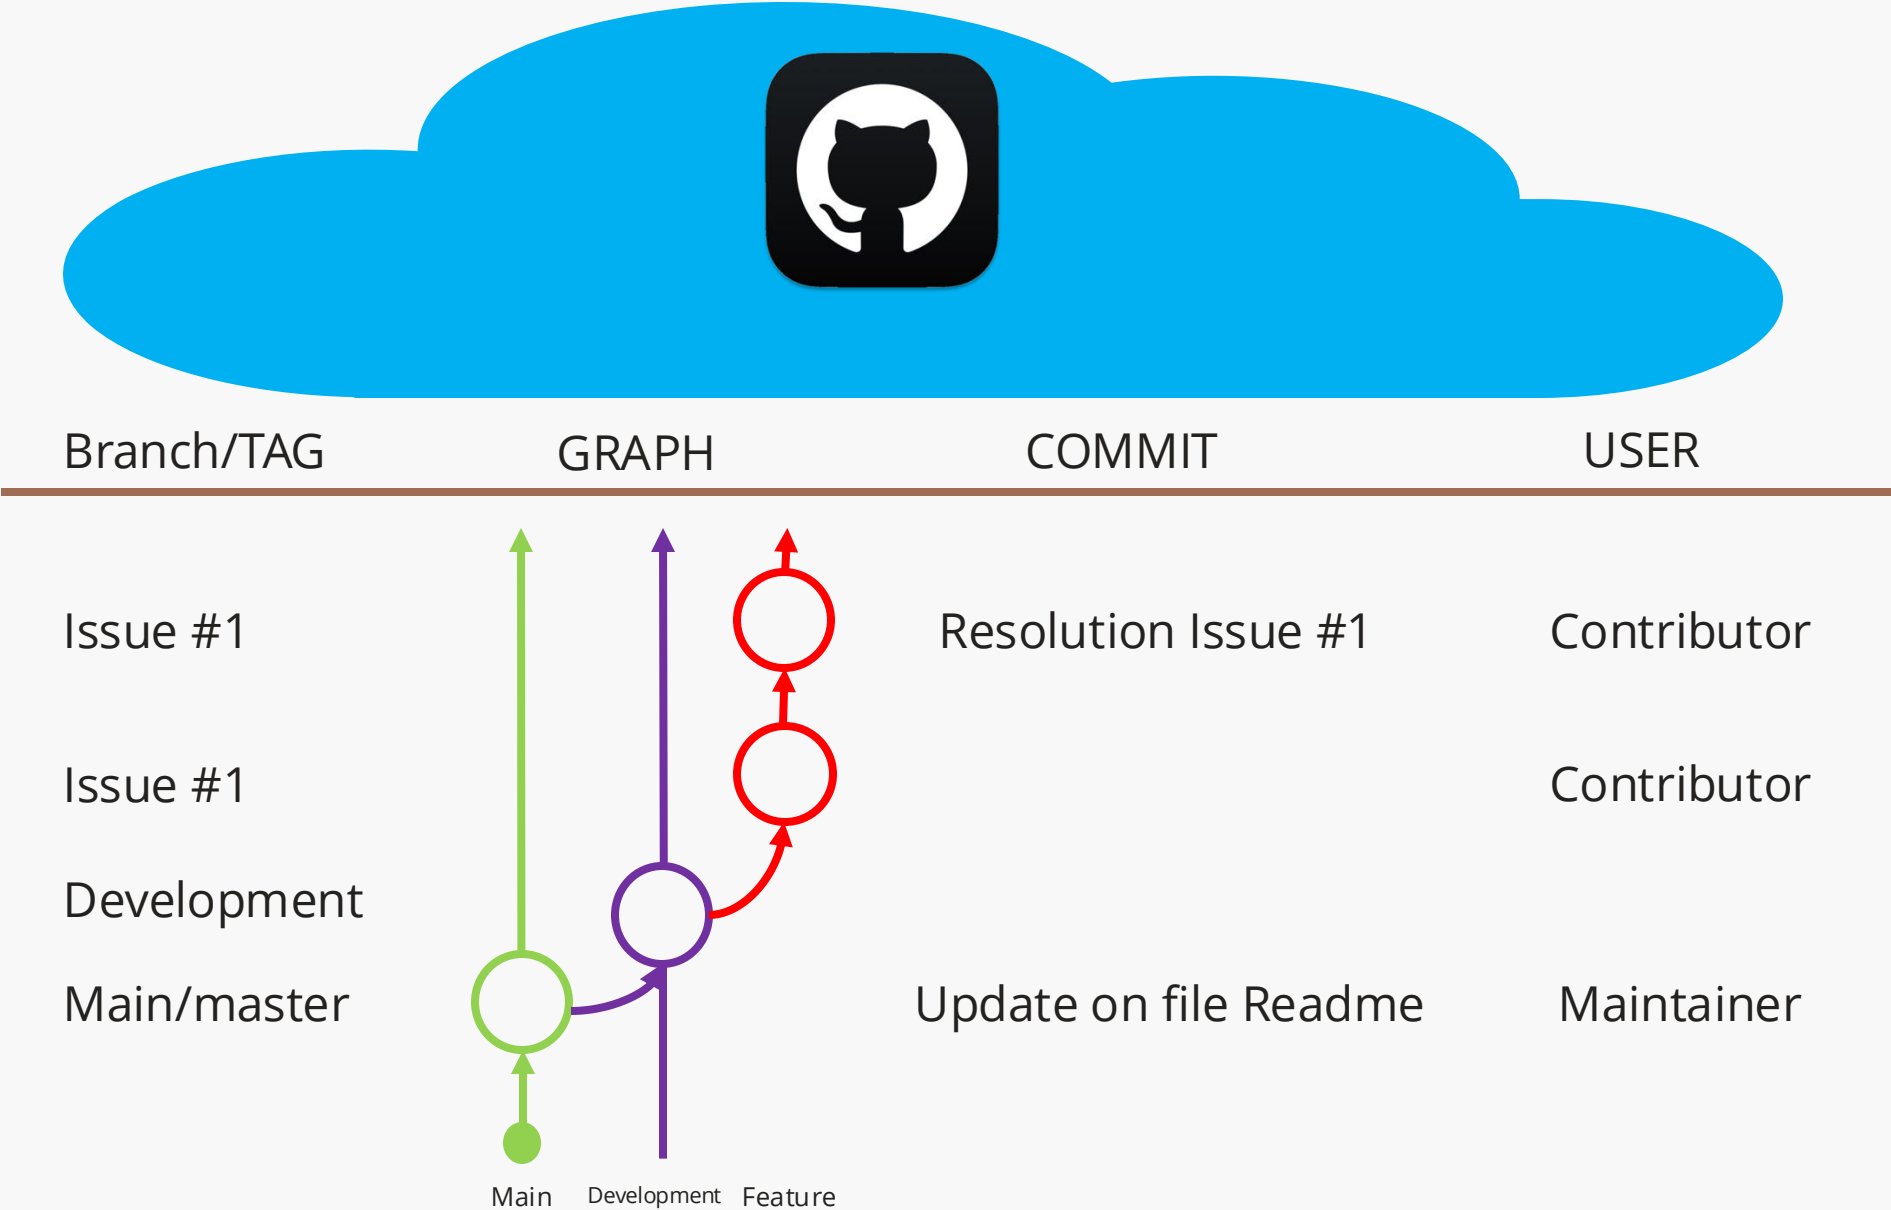 Branch/TAG GRAPH COMMIT USER
Issue #1 Resolution Issue #1 Contributor
Issue #1 Contributor
Development
Main/master Update on file Readme Maintainer
Main Development Feature